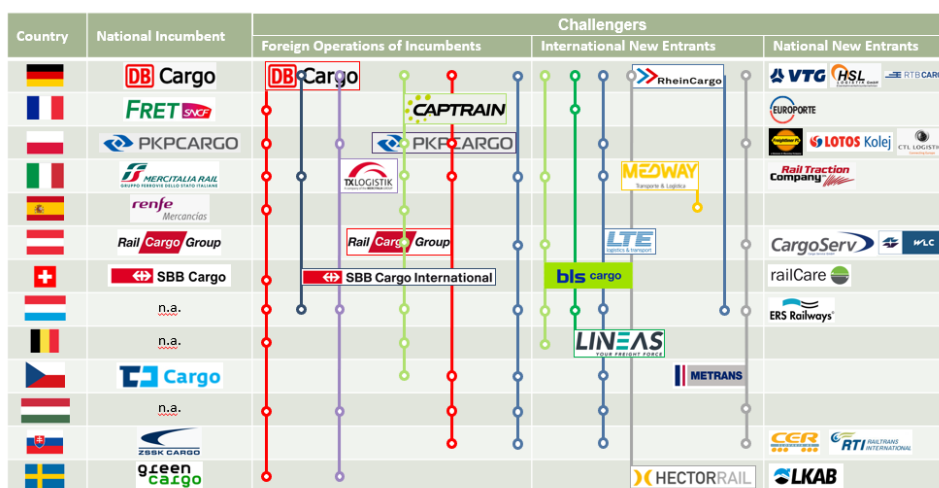 Country
National Incumbent
Challengers
Foreign Operations of Incumbents
International New Entrants
National New Entrants
DB Cargo
DB Cargo
RheinCargo
VTG
HSL
RTB CARG
FRET SNCF
CAPTRAIN
EUROPORTE
PKPCARGO
PKPCARGO
LOTOS Kolej
CTL LOGISTI
MERCITALIA RAIL
GRUPPO FERROVIE DELLO STATO ITALIANE
TXLOGISTIK
MEDWAY
Transporte & Logística
Rail Traction
Company
renfe
Mercancías
Rail Cargo Group
Rail Cargo Group
LTE
logistics & transport
CargoServ
WLC
SBB Cargo
SBB Cargo International
bls cargo
railCare
n.a.
ERS Railways
n.a.
LINEAS
YOUR FREIGHT FORCE
Cargo
METRANS
n.a.
ZSSK CARGO
CER
RTI RAILTRANS
INTERNATIONAL
green
cargo
HECTORRAIL
LKAB